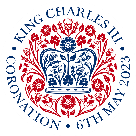 • KING CHARLES III •
CORONATION • 6TH MAY 2023